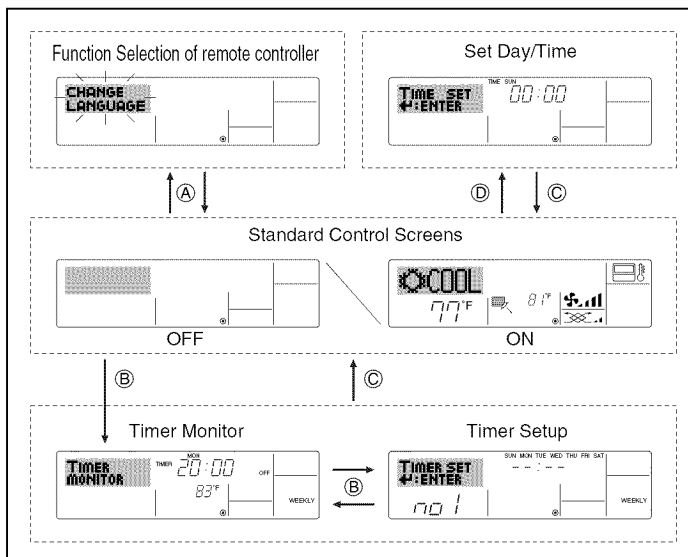 Function Selection of remote controller
CHANGE
LANGUAGE
Set Day/Time
TIME SUN
TIME SET 00:00
↵:ENTER
Ⓐ
Ⓓ Ⓒ
Standard Control Screens
COOL
77°F 81°F
OFF ON
Ⓑ Ⓒ
Timer Monitor
MON
TIMER
MONITOR
TIMER 20:00 OFF
83°F
WEEKLY
Ⓑ
Timer Setup
SUN MON TUE WED THU FRI SAT
TIMER SET --:--
↵:ENTER
no 1
WEEKLY